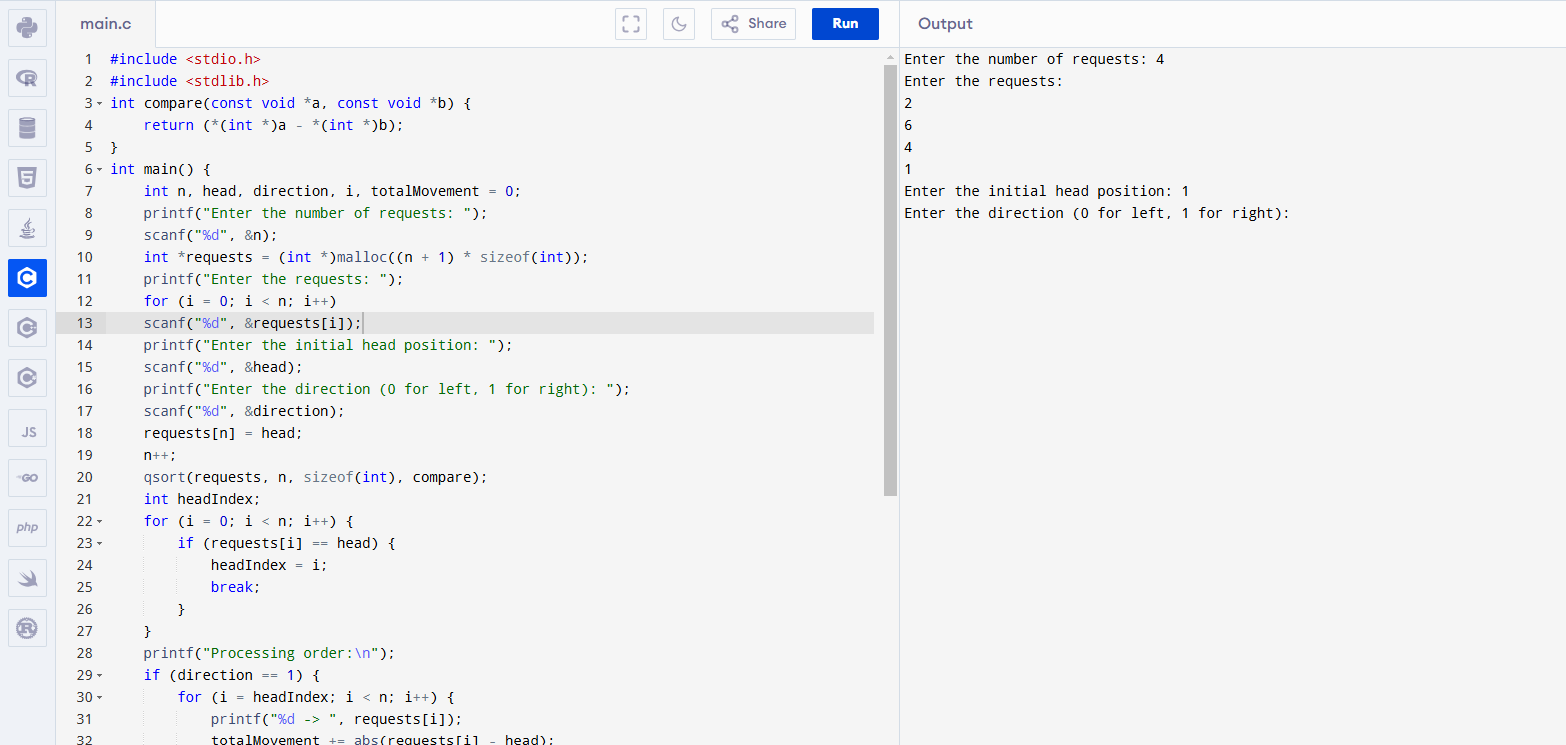 main.c
Share
Run
Output
1 #include <stdio.h>
2 #include <stdlib.h>
3 int compare(const void *a, const void *b) {
4     return (*(int *)a - *(int *)b);
5 }
6 int main() {
7     int n, head, direction, i, totalMovement = 0;
8     printf("Enter the number of requests: ");
9     scanf("%d", &n);
10     int *requests = (int *)malloc((n + 1) * sizeof(int));
11     printf("Enter the requests: ");
12     for (i = 0; i < n; i++)
13     scanf("%d", &requests[i]);
14     printf("Enter the initial head position: ");
15     scanf("%d", &head);
16     printf("Enter the direction (0 for left, 1 for right): ");
17     scanf("%d", &direction);
18     requests[n] = head;
19     n++;
20     qsort(requests, n, sizeof(int), compare);
21     int headIndex;
22     for (i = 0; i < n; i++) {
23         if (requests[i] == head) {
24             headIndex = i;
25             break;
26         }
27     }
28     printf("Processing order:\n");
29     if (direction == 1) {
30         for (i = headIndex; i < n; i++) {
31             printf("%d -> ", requests[i]);
32             totalMovement += abs(requests[i] - head);
Enter the number of requests: 4
Enter the requests:
2
6
4
1
Enter the initial head position: 1
Enter the direction (0 for left, 1 for right):
R
5
C
C
C
JS
GO
php
R